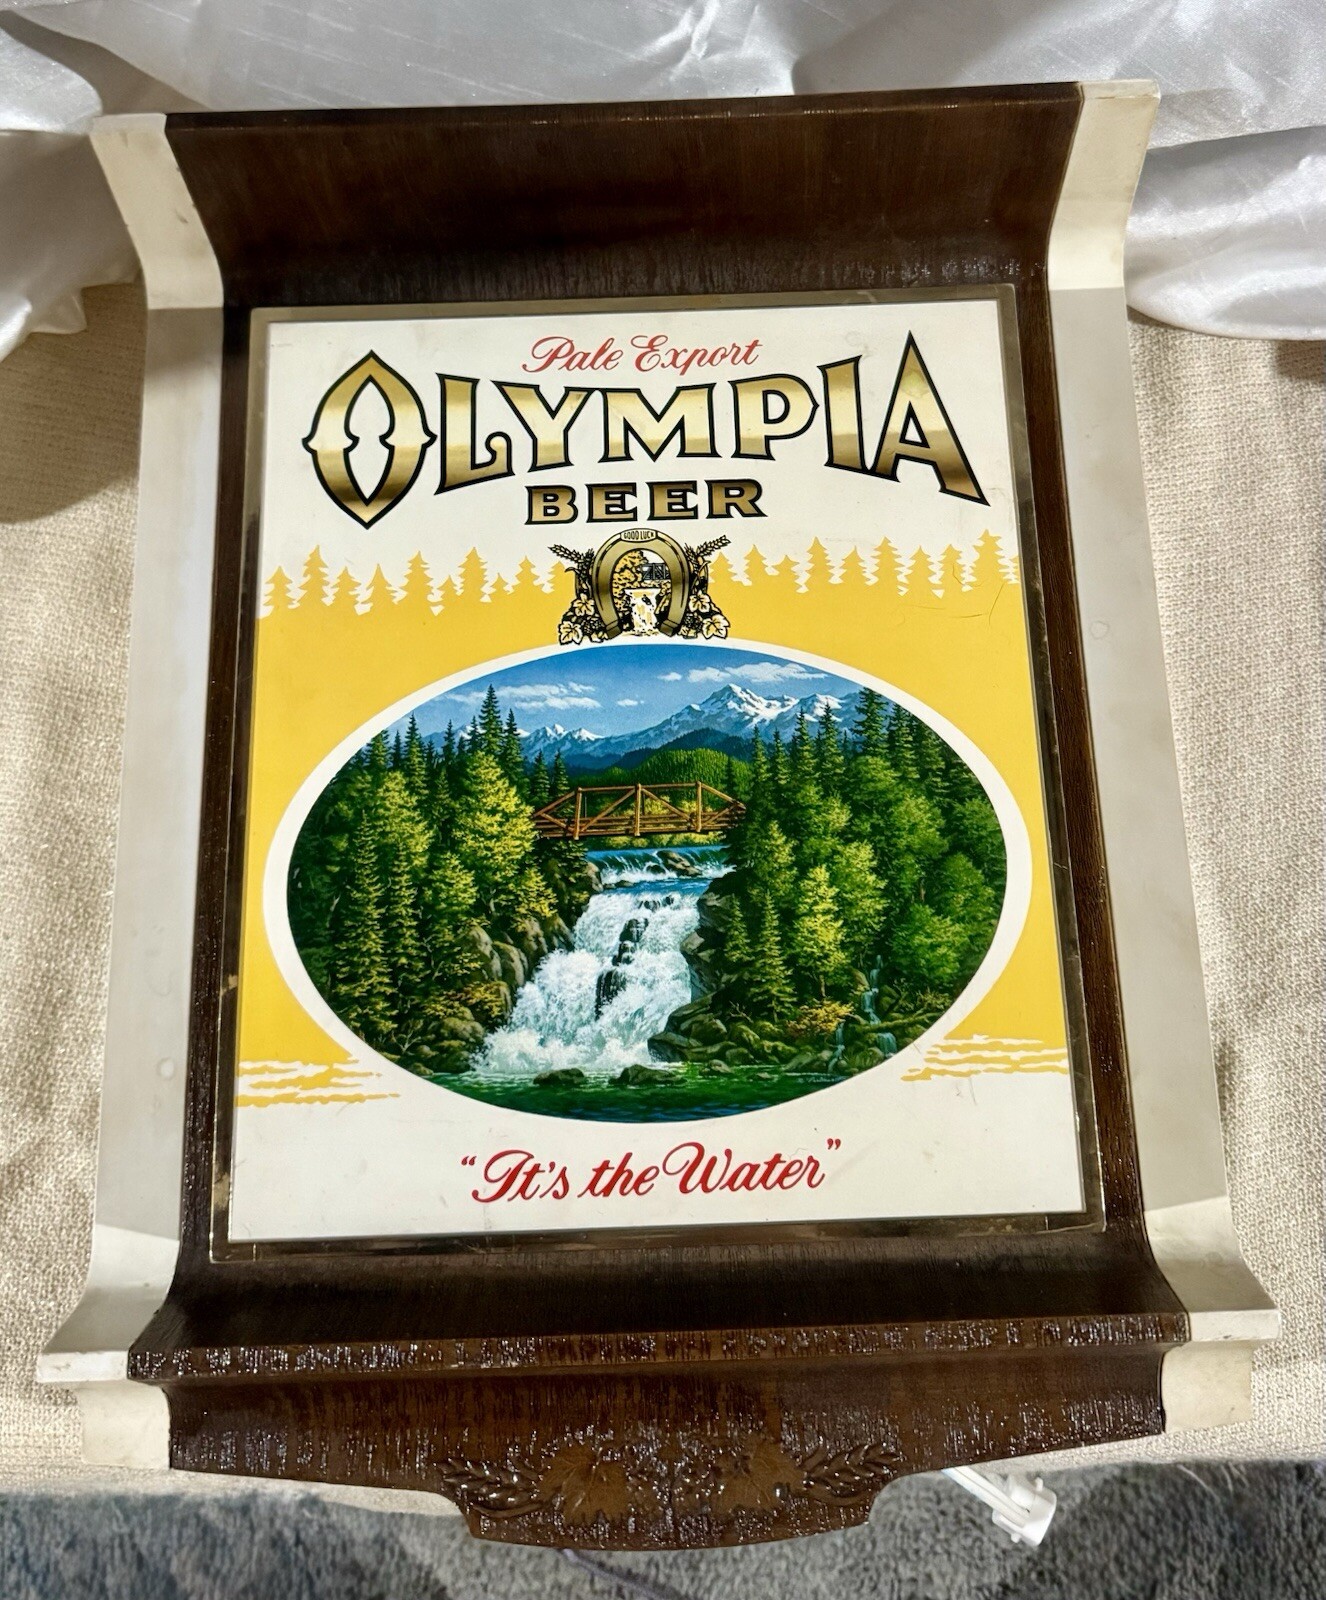 Pale Export
OLYMPIA
BEER
GOOD LUCK
"It's the Water"